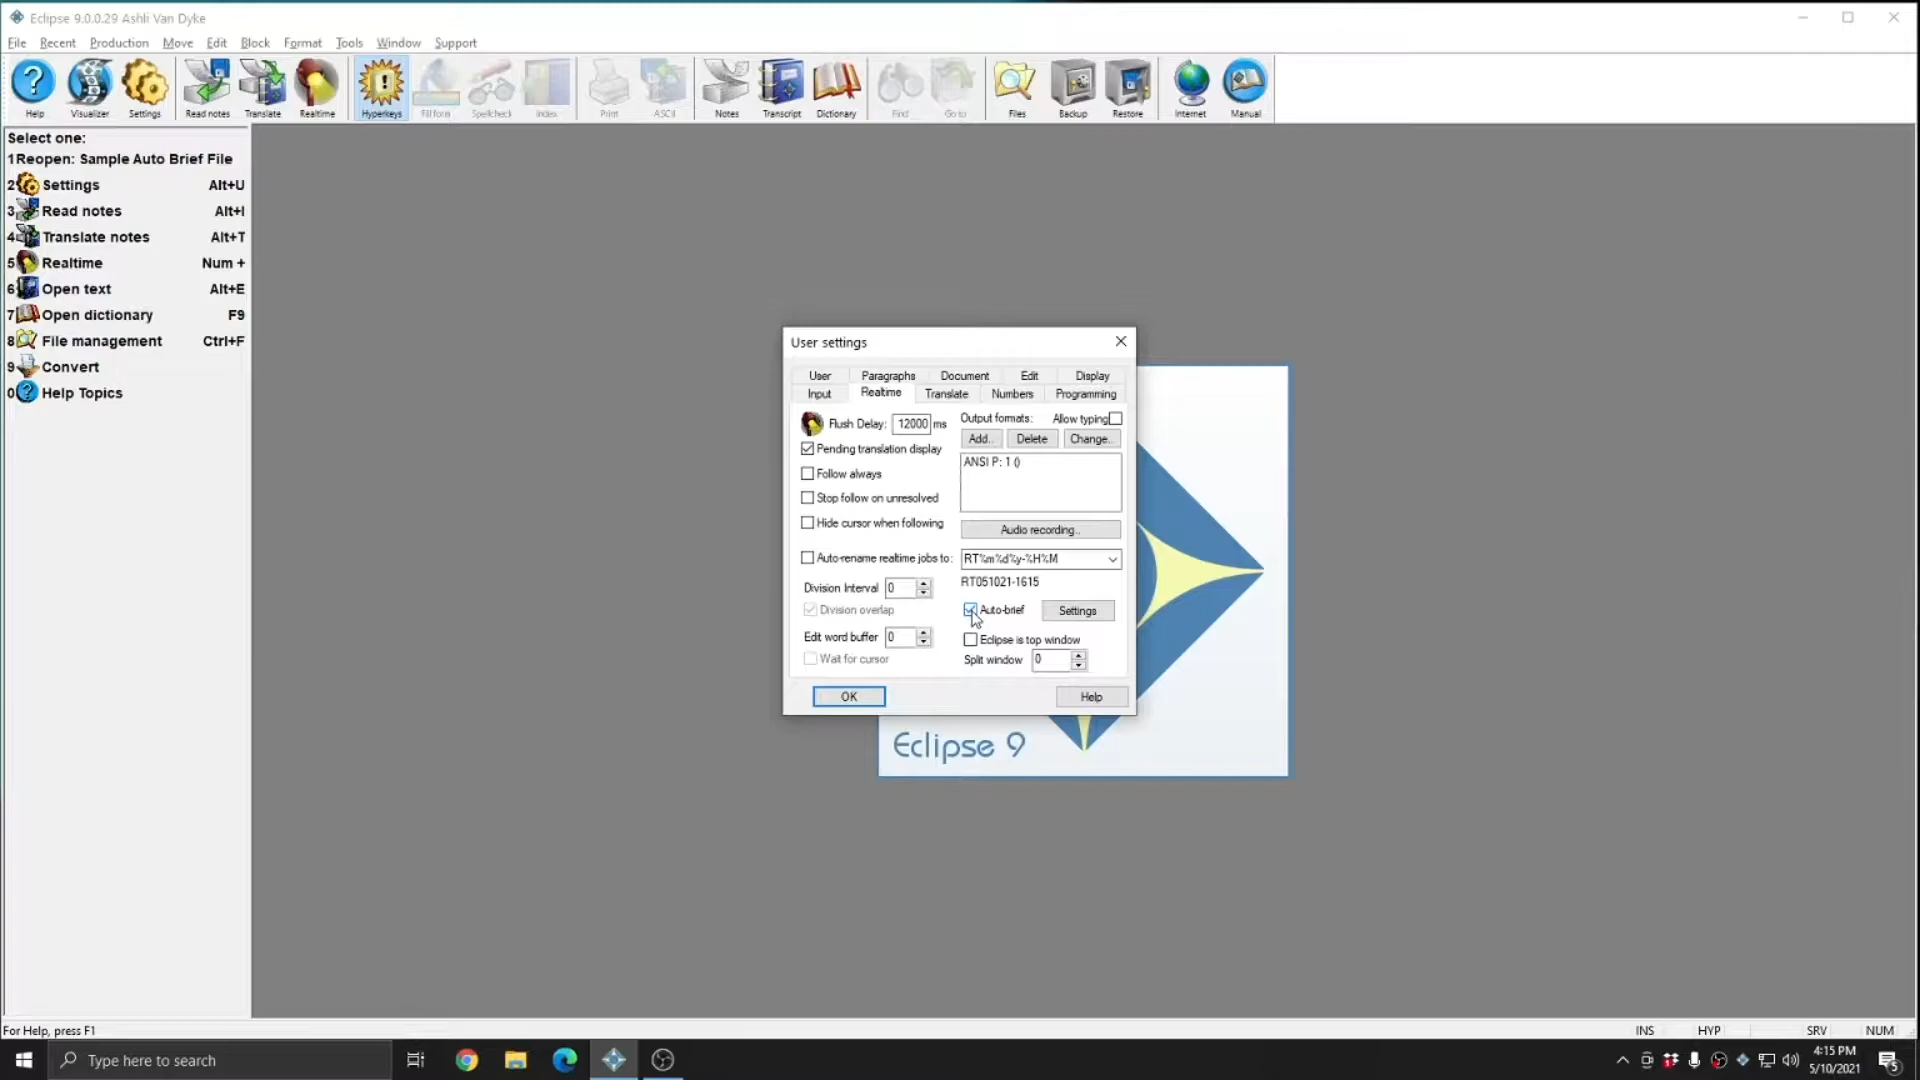 Eclipse 9.0.0.29 Ashli Van Dyke
File Recent Production Move Edit Block Format Tools Window Support
Help Visualizer Settings Read notes Translate Realtime Hyperkeys Fill form Spellcheck Index Print ASCII Notes Transcript Dictionary Find Go to Files Backup Restore Internet Manual
Select one:
1 Reopen: Sample Auto Brief File
2 Settings Alt+U
3 Read notes Alt+I
4 Translate notes Alt+T
5 Realtime Num +
6 Open text Alt+E
7 Open dictionary F9
8 File management Ctrl+F
9 Convert
0 Help Topics
User settings
User Paragraphs Document Edit Display
Input Realtime Translate Numbers Programming
Flush Delay: 12000 ms
Pending translation display
Follow always
Stop follow on unresolved
Hide cursor when following
Output formats: Allow typing
Add.. Delete Change..
ANSI P: 1 ()
Audio recording..
Auto-rename realtime jobs to: RT%m%d%y-%H%M
RT051021-1615
Division Interval 0
Division overlap
Auto-brief Settings
Edit word buffer 0
Eclipse is top window
Wait for cursor
Split window 0
OK Help
Eclipse 9
For Help, press F1
INS HYP SRV NUM
Type here to search
4:15 PM
5/10/2021
5